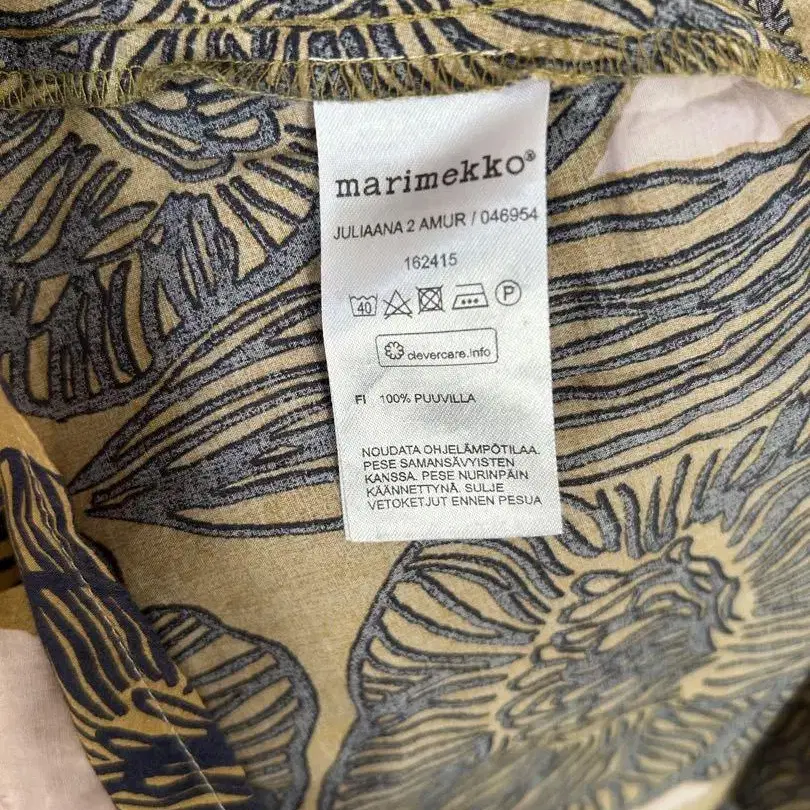 marimekko®
JULIAANA 2 AMUR / 046954
162415
40 P
clevercare.info
FI 100% PUUVILLA
NOUDATA OHJELÄMPÖTILAA.
PESE SAMANSÄVYISTEN
KANSSA. PESE NURINPÄIN
KÄÄNNETTYNÄ. SULJE
VETOKETJUT ENNEN PESUA